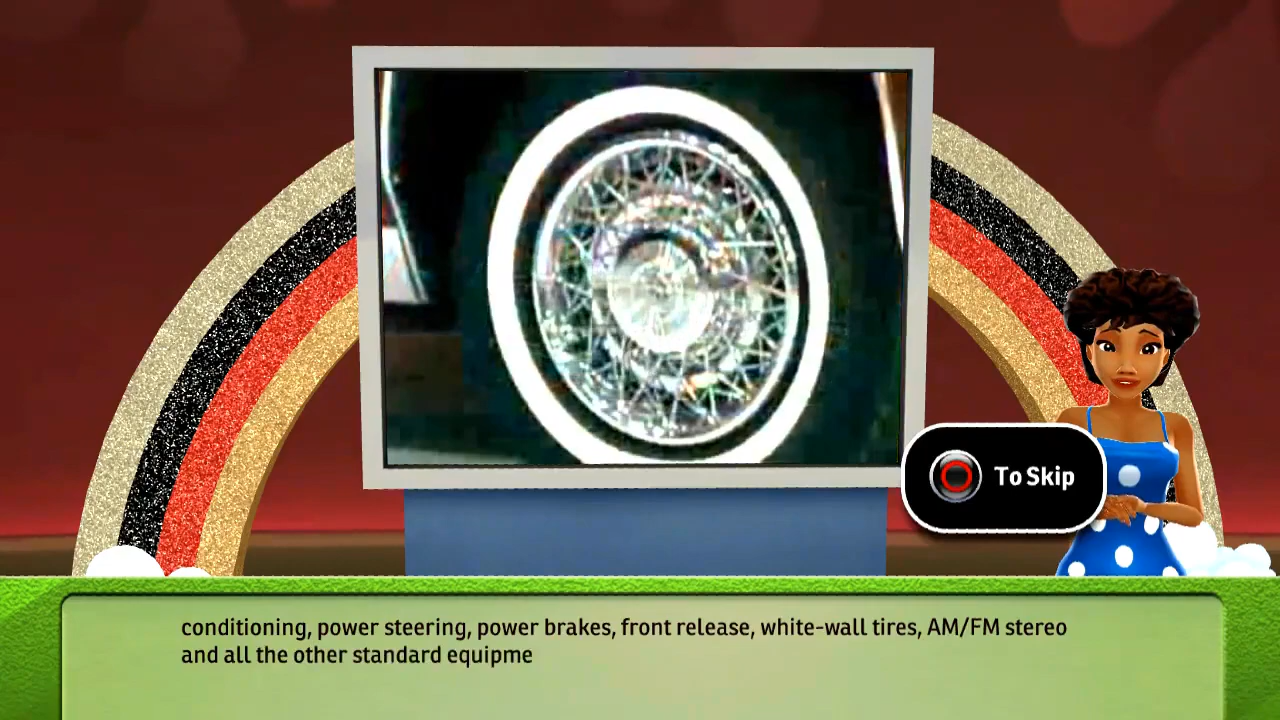 To Skip
conditioning, power steering, power brakes, front release, white-wall tires, AM/FM stereo
and all the other standard equipme